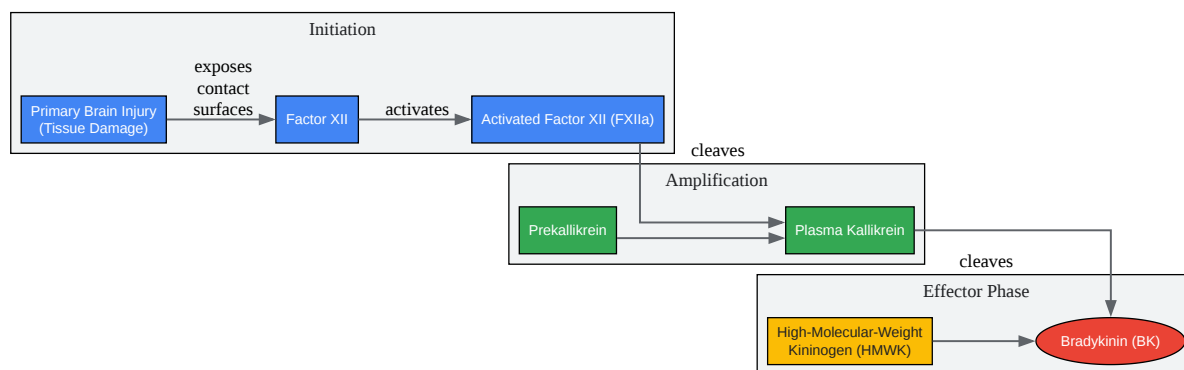 Initiation
exposes
contact
surfaces
Primary Brain Injury
(Tissue Damage)
Factor XII
activates
Activated Factor XII (FXIIa)
cleaves
Amplification
Prekallikrein
Plasma Kallikrein
cleaves
Effector Phase
High-Molecular-Weight
Kininogen (HMWK)
Bradykinin (BK)